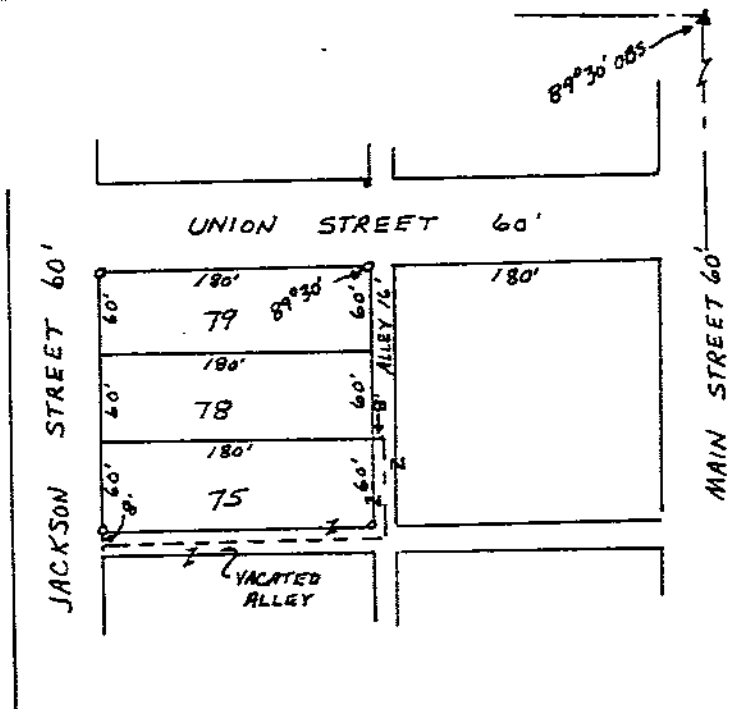 89°30' OBS
UNION STREET 60'
JACKSON STREET 60'
MAIN STREET 60'
180'
180'
89°30'
60'
79
60'
ALLEY 16'
180'
60'
78
60'
8'
180'
60'
75
60'
8'
VACATED
ALLEY